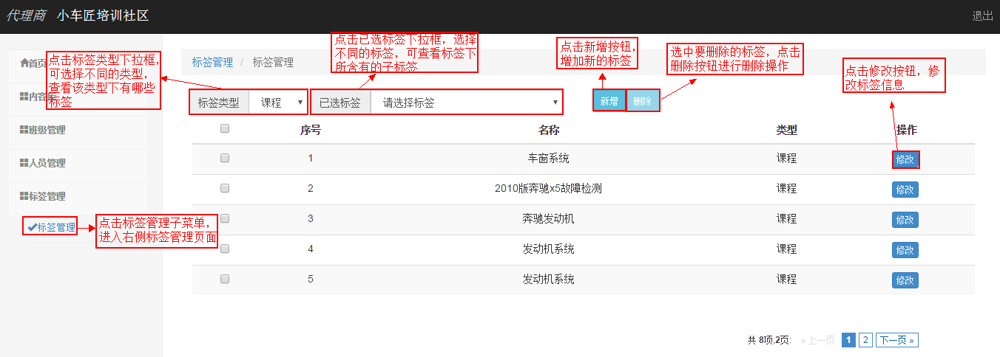 代理商 小车匠培训社区 退出
首页
内容库
班级管理
人员管理
标签管理
标签管理
点击标签类型下拉框，
可选择不同的类型，
查看该类型下有哪些
标签
点击已选标签下拉框，选择
不同的标签，可查看标签下
所含有的子标签
点击新增按钮，
增加新的标签
选中要删除的标签，点击
删除按钮进行删除操作
点击修改按钮，修
改标签信息
点击标签管理子菜单，
进入右侧标签管理页面
标签管理 / 标签管理
标签类型 课程 已选标签 请选择标签 新增 删除
序号 名称 类型 操作
1 车窗系统 课程 修改
2 2010版奔驰x5故障检测 课程 修改
3 奔驰发动机 课程 修改
4 发动机系统 课程 修改
5 发动机系统 课程 修改
共 8项,2页: « 上一页 1 2 下一页 »